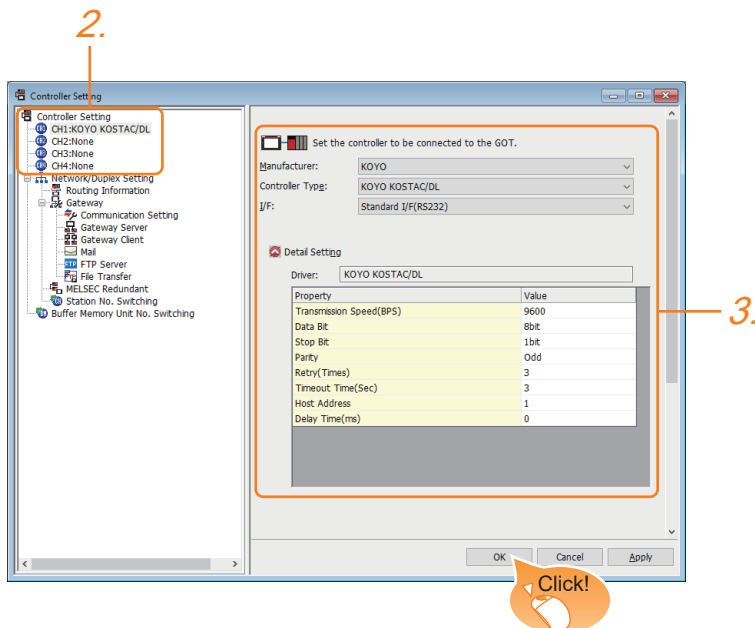 2.
Controller Setting
Controller Setting
CH1:KOYO KOSTAC/DL
CH2:None
CH3:None
CH4:None
Network/Duplex Setting
Routing Information
Gateway
Communication Setting
Gateway Server
Gateway Client
Mail
FTP Server
File Transfer
MELSEC Redundant
Station No. Switching
Buffer Memory Unit No. Switching
Set the controller to be connected to the GOT.
Manufacturer: KOYO
Controller Type: KOYO KOSTAC/DL
I/F: Standard I/F(RS232)
Detail Setting
Driver: KOYO KOSTAC/DL
Property Value
Transmission Speed(BPS) 9600
Data Bit 8bit
Stop Bit 1bit
Parity Odd
Retry(Times) 3
Timeout Time(Sec) 3
Host Address 1
Delay Time(ms) 0
3.
OK Cancel Apply
Click!